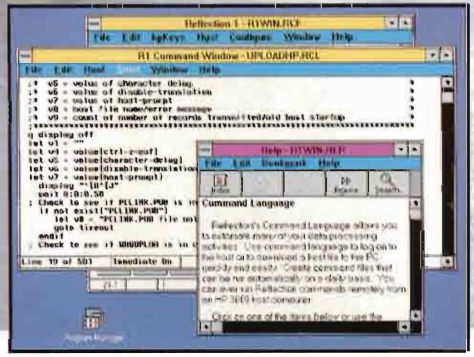 Reflection 1 - R1WIN.RCF
File Edit hpKeys Host Configure Window Help
R1 Command Window - UPLOADHP.RCL
File Edit Host Window Help
;* v5 = value of character delay *
;* v6 = value of disable-translation *
;* v7 = value of host-prompt *
;* v8 = host file name/error message *
;* v9 = count of number of records transmitted/old host startup *
display off
let v1 = ""
let v4 = value(ctrl-z-eof)
let v5 = value(character-delay)
let v6 = value(disable-translation
let v7 = value(host-prompt)
display "^[H^[J"
wait 0:0:0.50
; Check to see if PCLINK.PUB is
if not exist("PCLINK.PUB")
let v8 = "PCLINK.PUB file not
goto timeout
endif
; Check to see if is
Line 19 of 501 Immediate On
Help - R1WIN.RCF
File Edit Bookmark Help
Index Browse Search
Command Language
Reflection's Command Language allows you
to automate many of your data processing
activities. Use command language to log on to
the host or to download a host file to the PC
quickly and easily. Create command files that
can be run automatically on a daily basis. You
can even run Reflection commands remotely from
an HP 3000 host computer.
Click on one of the items below or use the
Program Manager